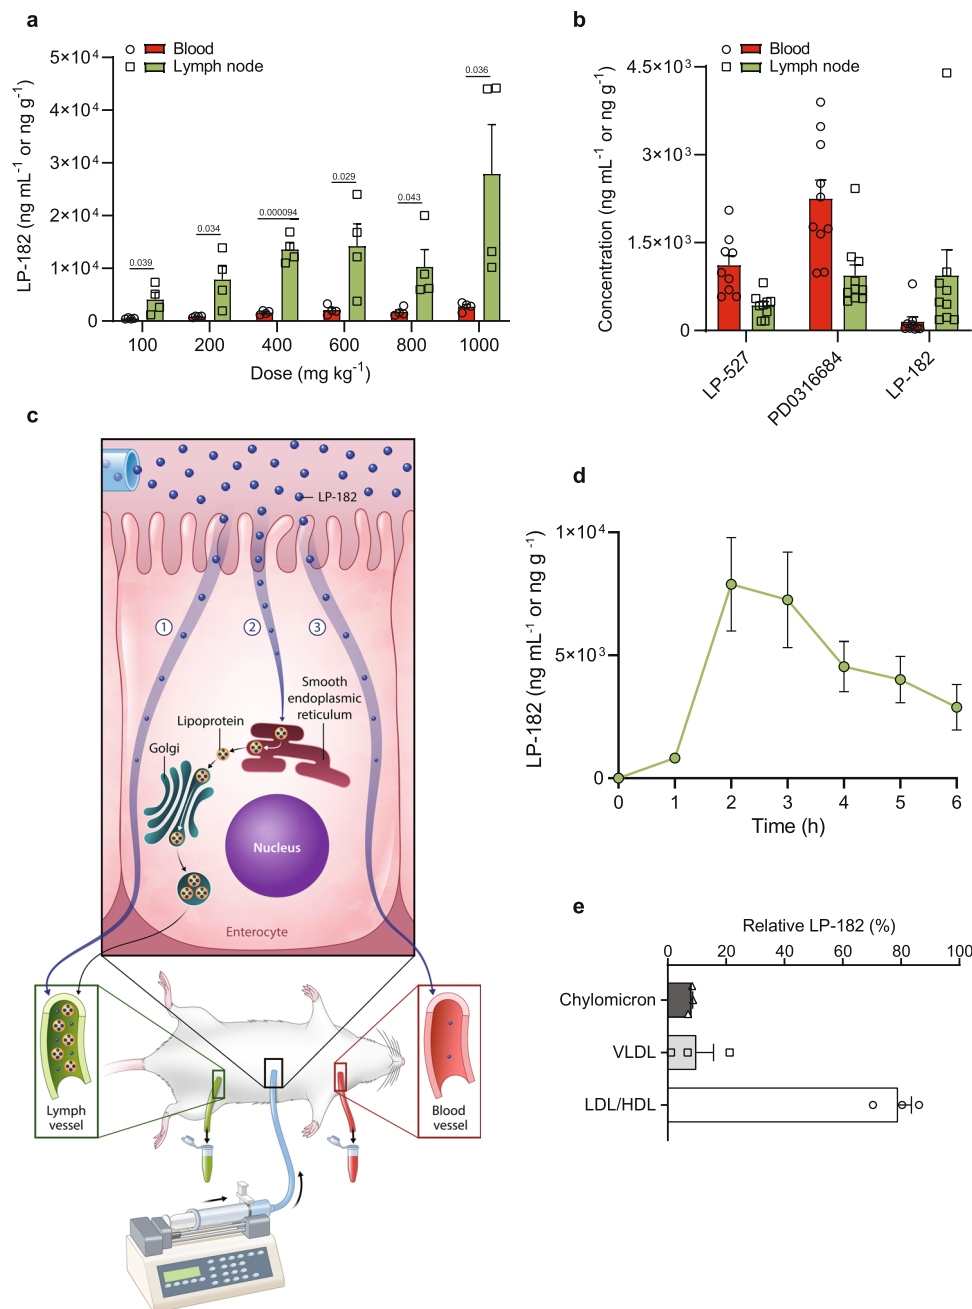 a
Blood
Lymph node
LP-182 (ng mL⁻¹ or ng g⁻¹)
5×10⁴
4×10⁴
3×10⁴
2×10⁴
1×10⁴
0
0.039
0.034
0.000094
0.029
0.043
0.036
100 200 400 600 800 1000
Dose (mg kg⁻¹)
b
Blood
Lymph node
Concentration (ng mL⁻¹ or ng g⁻¹)
4.5×10³
3×10³
1.5×10³
0
LP-527
PD0316684
LP-182
c
LP-182
1
2
3
Smooth
endoplasmic
reticulum
Lipoprotein
Golgi
Nucleus
Enterocyte
Lymph
vessel
Blood
vessel
d
LP-182 (ng mL⁻¹ or ng g⁻¹)
1×10⁴
5×10³
0
0 1 2 3 4 5 6
Time (h)
e
Relative LP-182 (%)
0 20 40 60 80 100
Chylomicron
VLDL
LDL/HDL